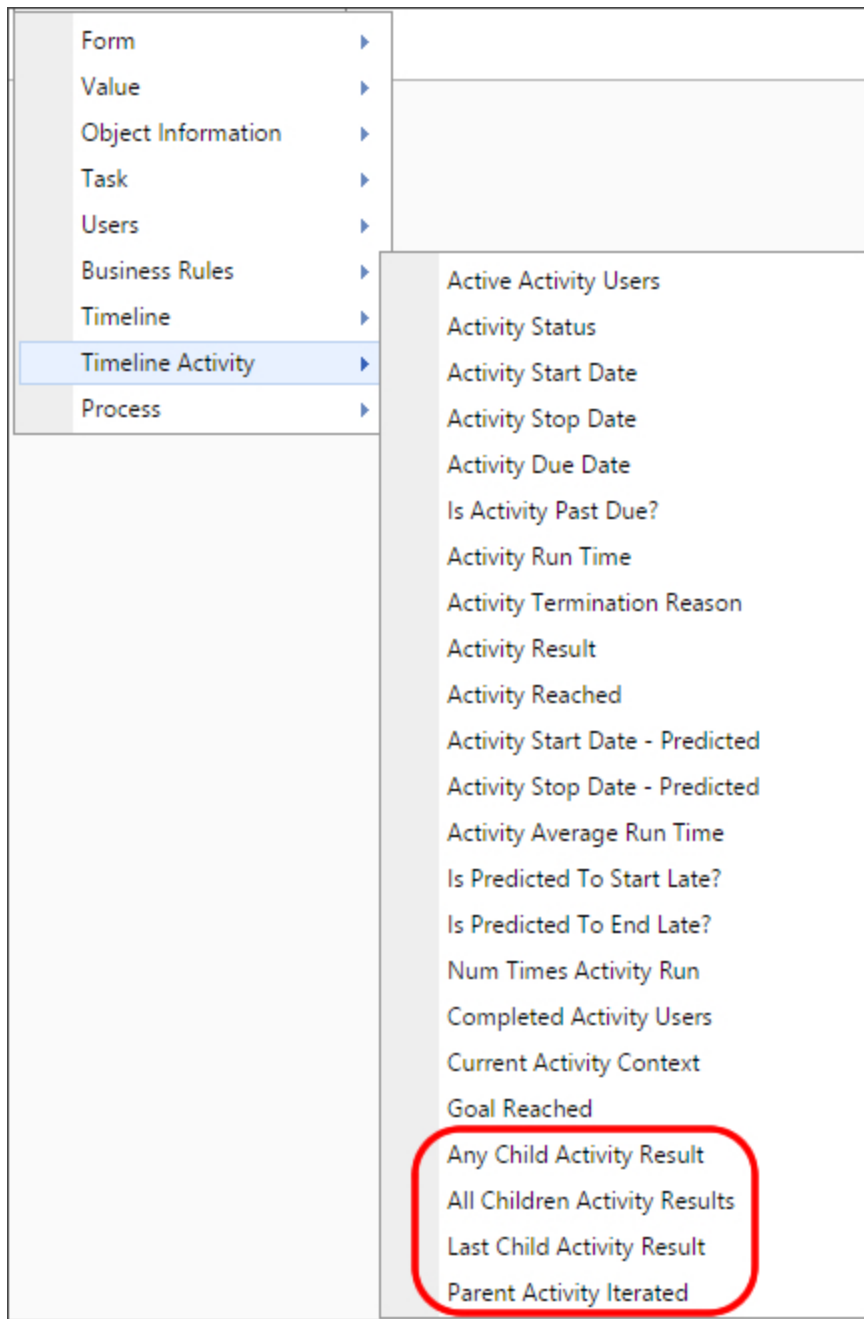 Form
Value
Object Information
Task
Users
Business Rules
Timeline
Timeline Activity
Process
Active Activity Users
Activity Status
Activity Start Date
Activity Stop Date
Activity Due Date
Is Activity Past Due?
Activity Run Time
Activity Termination Reason
Activity Result
Activity Reached
Activity Start Date - Predicted
Activity Stop Date - Predicted
Activity Average Run Time
Is Predicted To Start Late?
Is Predicted To End Late?
Num Times Activity Run
Completed Activity Users
Current Activity Context
Goal Reached
Any Child Activity Result
All Children Activity Results
Last Child Activity Result
Parent Activity Iterated